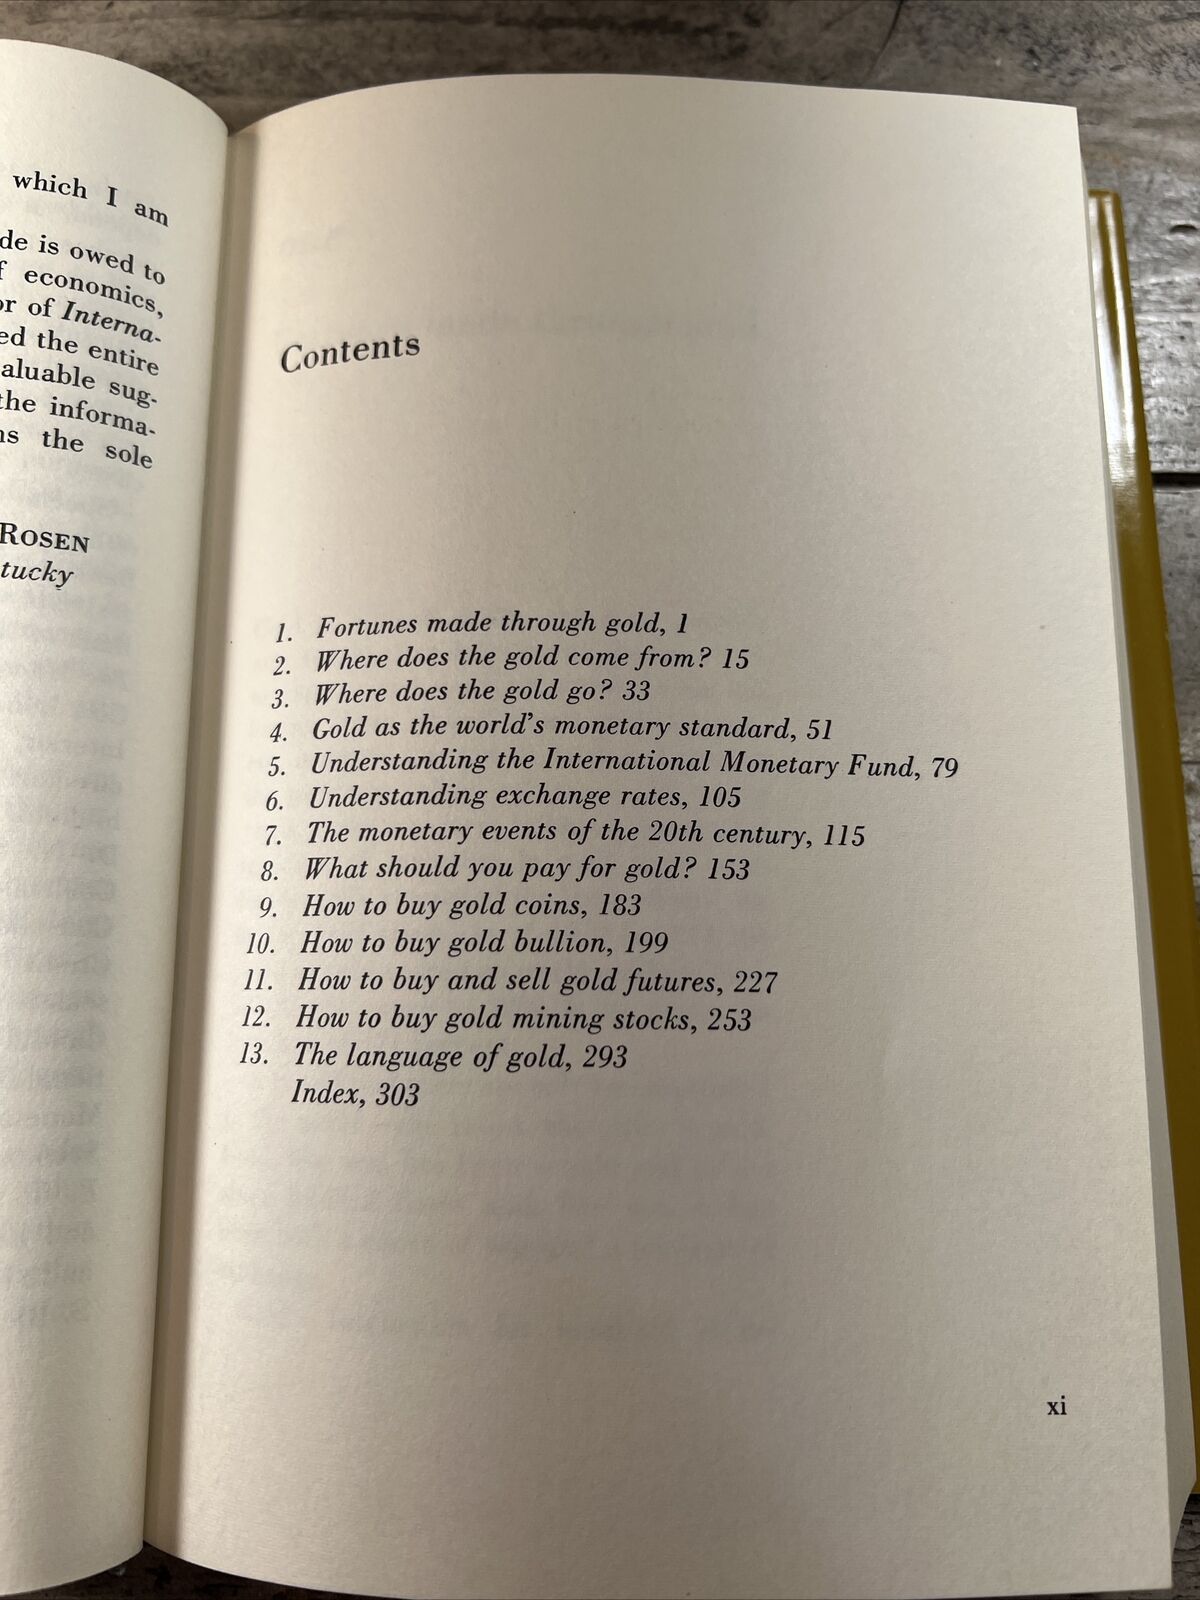 which I am
de is owed to
f economics,
or of Interna-
ed the entire
aluable sug-
the informa-
ns the sole
ROSEN
tucky
Contents
1. Fortunes made through gold, 1
2. Where does the gold come from? 15
3. Where does the gold go? 33
4. Gold as the world's monetary standard, 51
5. Understanding the International Monetary Fund, 79
6. Understanding exchange rates, 105
7. The monetary events of the 20th century, 115
8. What should you pay for gold? 153
9. How to buy gold coins, 183
10. How to buy gold bullion, 199
11. How to buy and sell gold futures, 227
12. How to buy gold mining stocks, 253
13. The language of gold, 293
Index, 303
xi